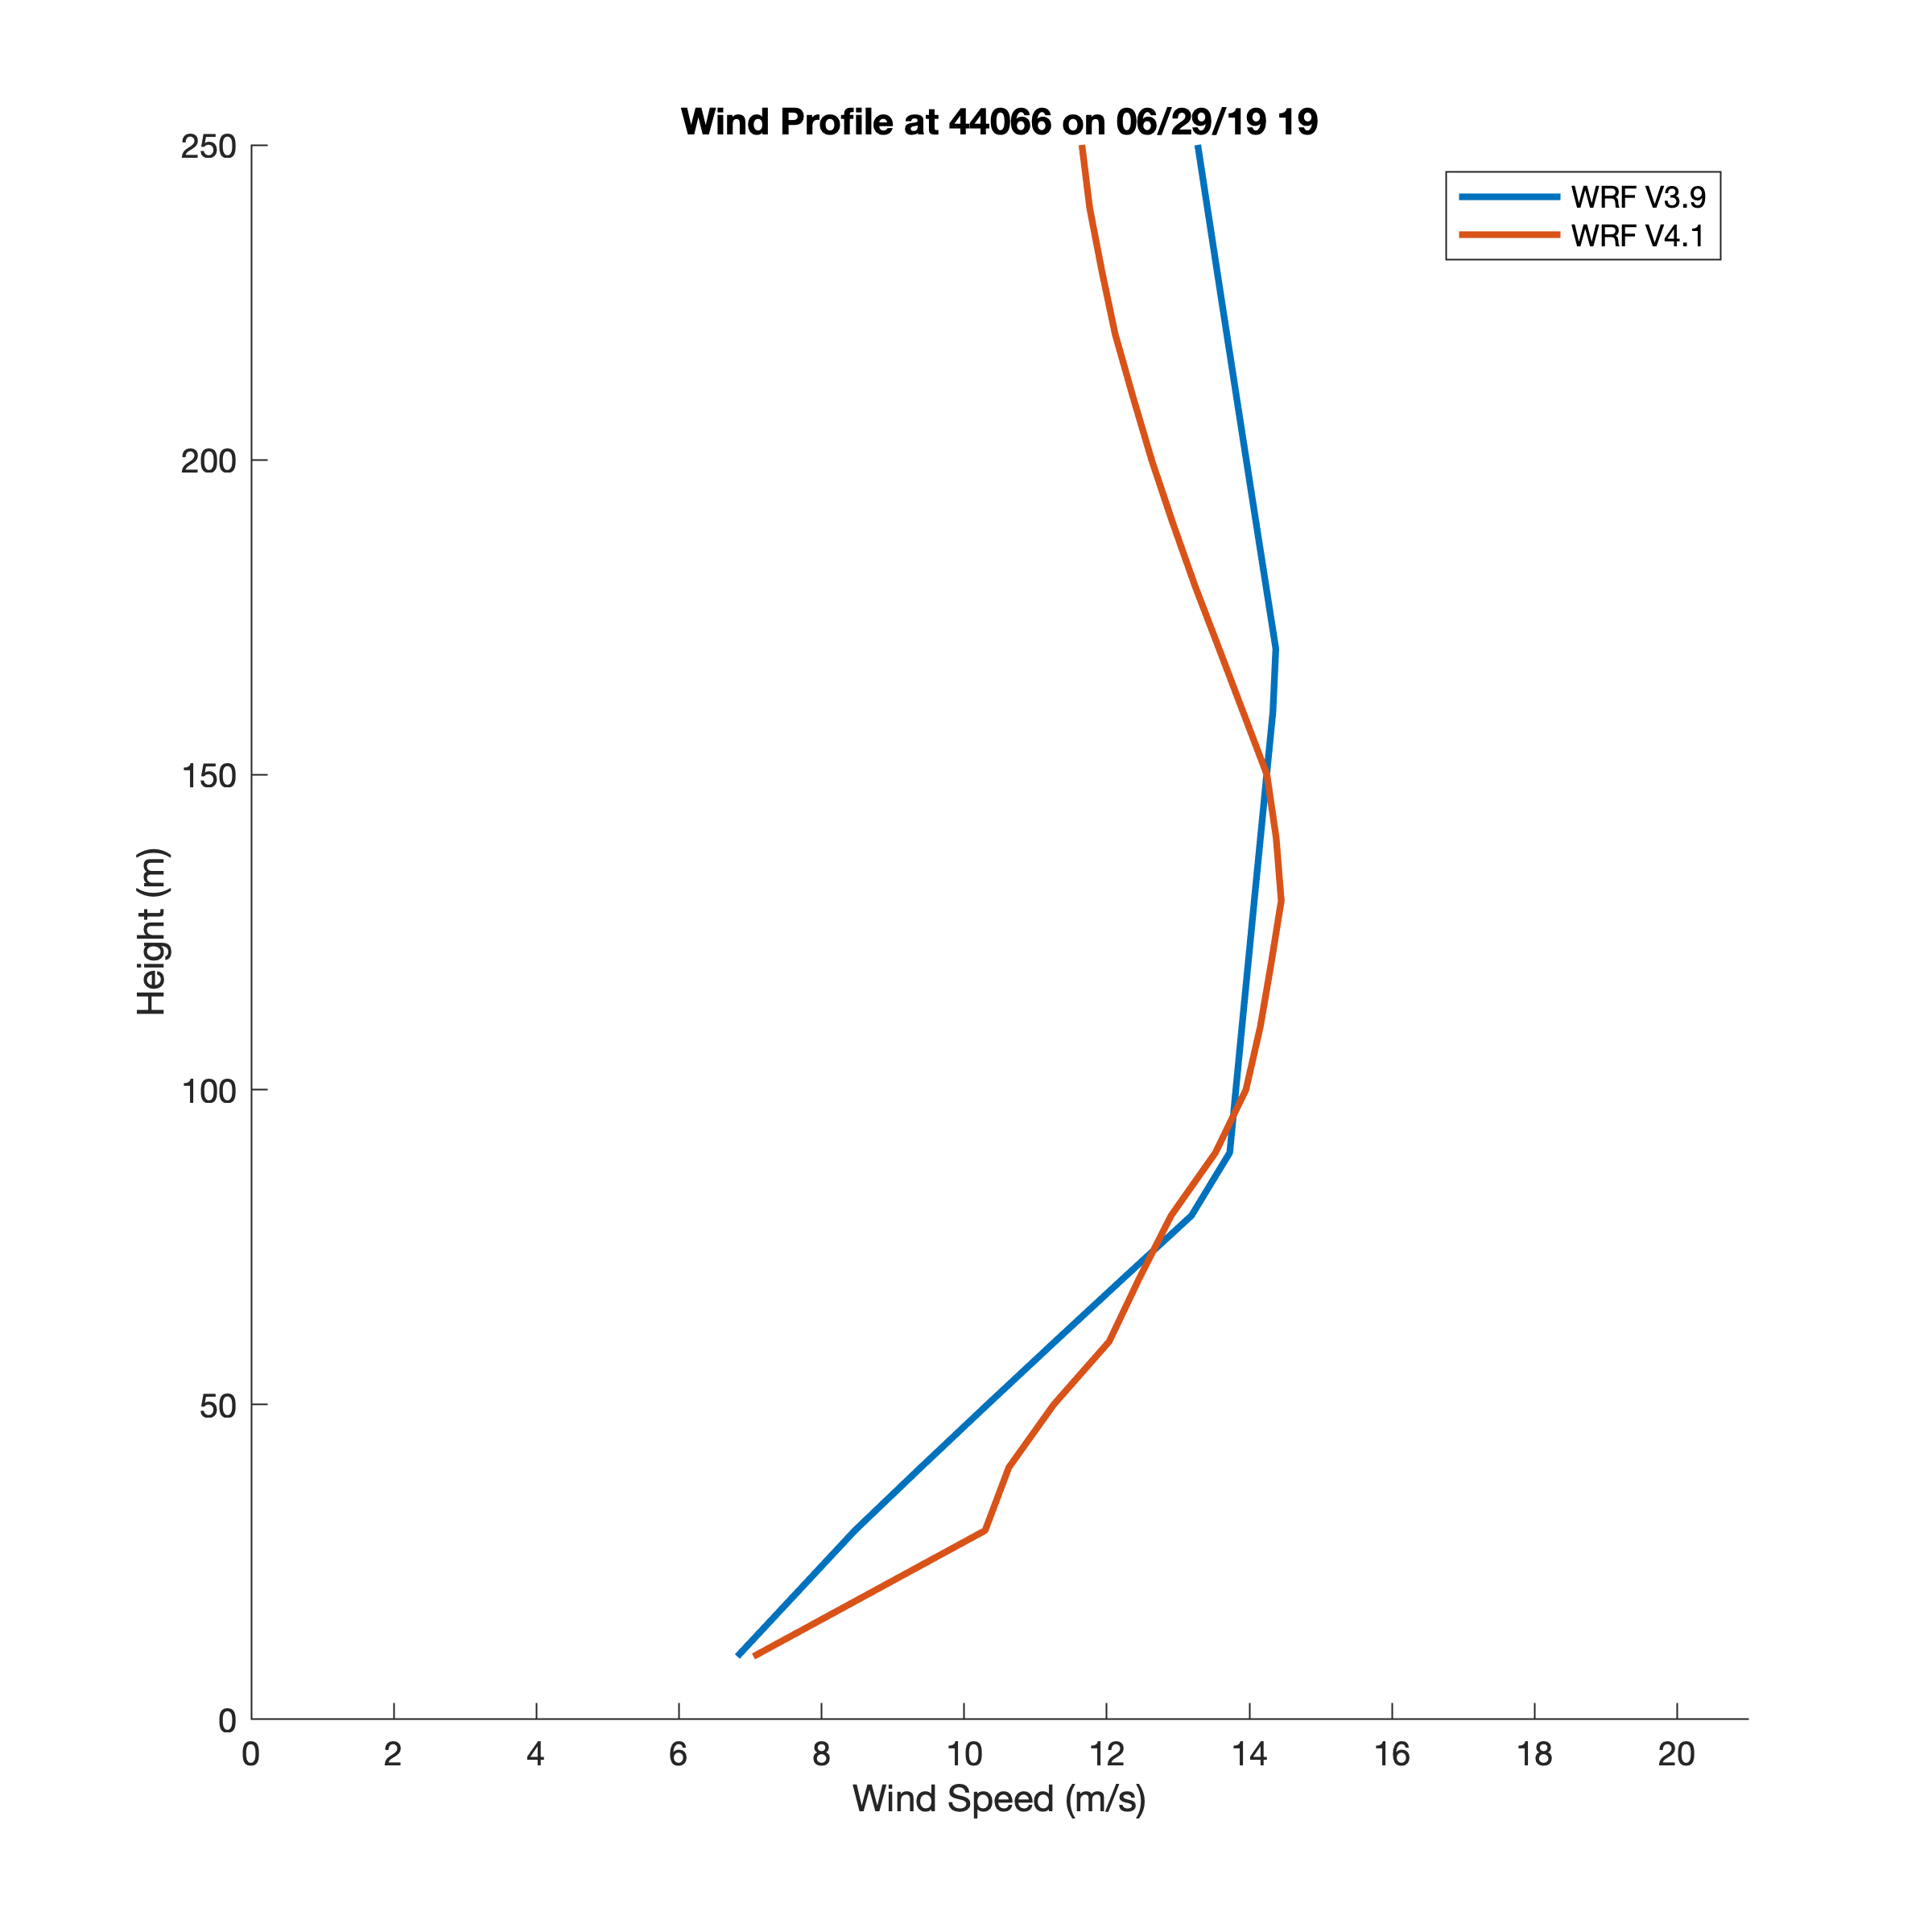 Wind Profile at 44066 on 06/29/19 19
WRF V3.9
WRF V4.1
250
200
150
100
50
0
Height (m)
0 2 4 6 8 10 12 14 16 18 20
Wind Speed (m/s)